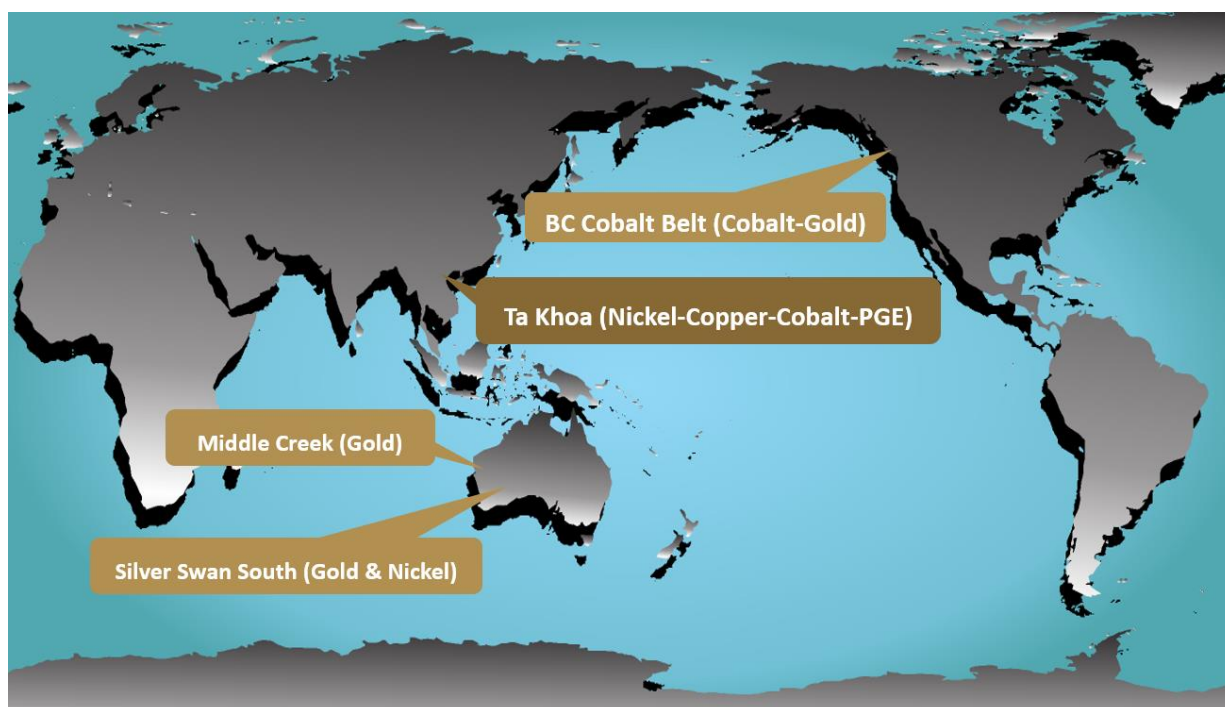 BC Cobalt Belt (Cobalt-Gold)
Ta Khoa (Nickel-Copper-Cobalt-PGE)
Middle Creek (Gold)
Silver Swan South (Gold & Nickel)